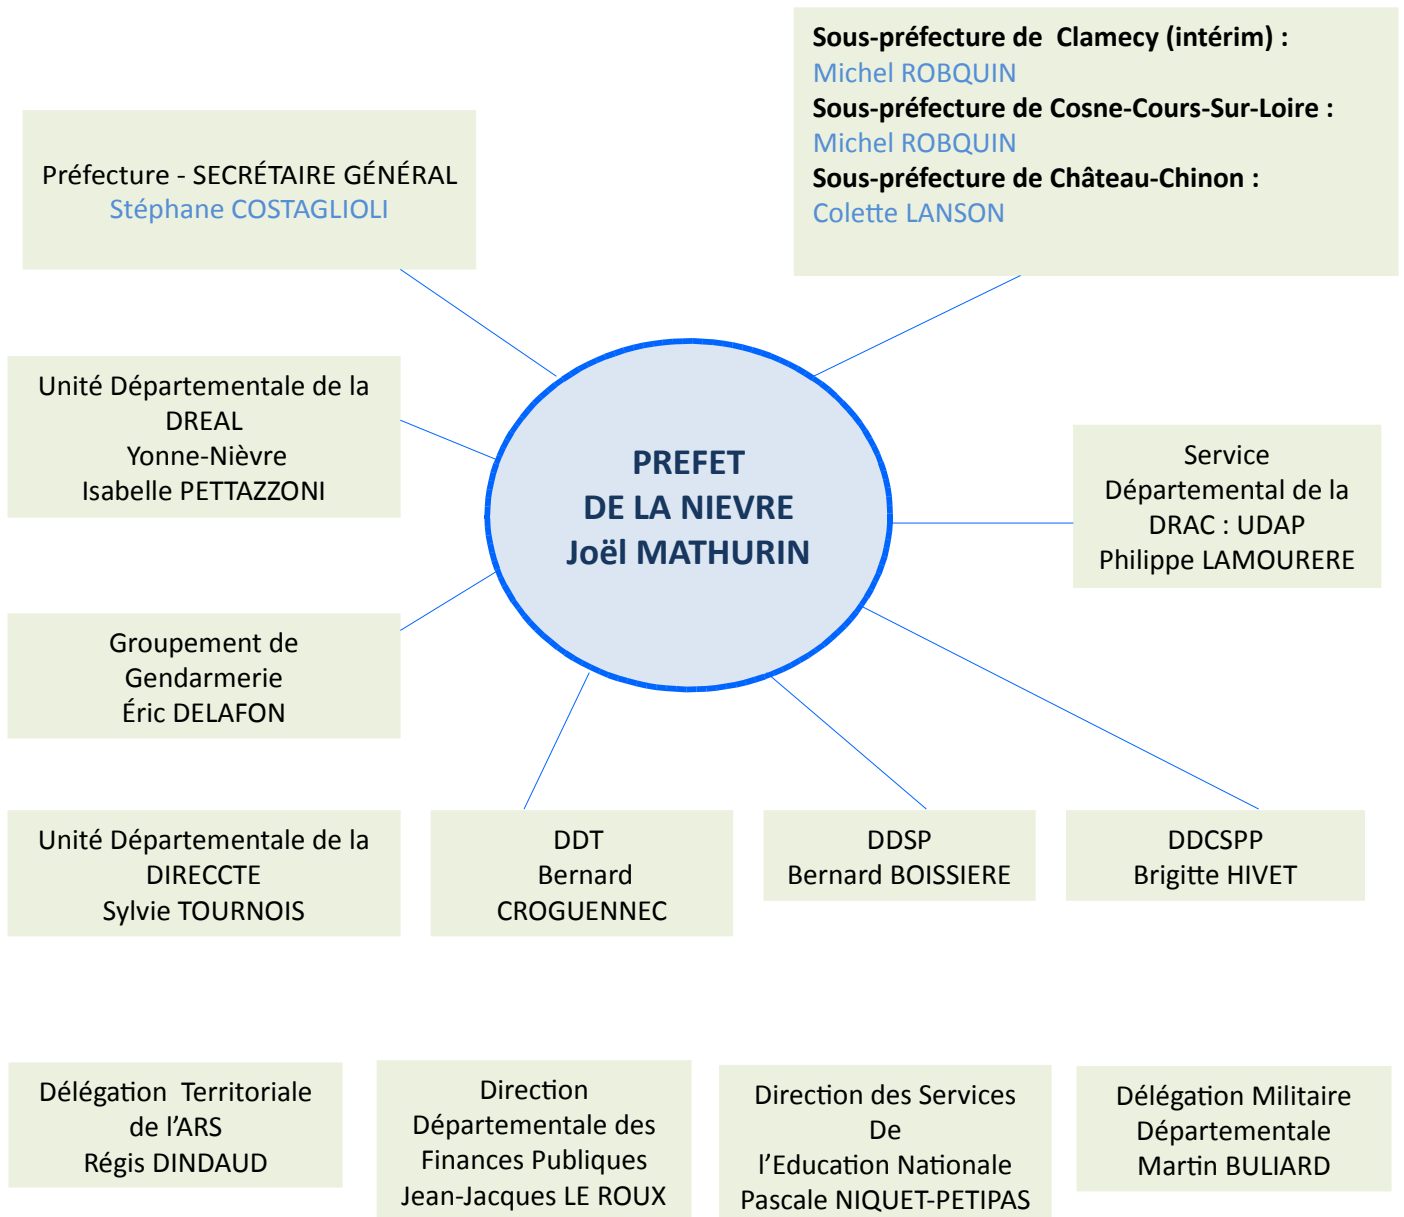 Sous-préfecture de Clamecy (intérim) :
Michel ROBQUIN
Sous-préfecture de Cosne-Cours-Sur-Loire :
Michel ROBQUIN
Sous-préfecture de Château-Chinon :
Colette LANSON
Préfecture - SECRÉTAIRE GÉNÉRAL
Stéphane COSTAGLIOLI
Unité Départementale de la
DREAL
Yonne-Nièvre
Isabelle PETTAZZONI
PREFET
DE LA NIEVRE
Joël MATHURIN
Service
Départemental de la
DRAC : UDAP
Philippe LAMOURERE
Groupement de
Gendarmerie
Éric DELAFON
Unité Départementale de la
DIRECCTE
Sylvie TOURNOIS
DDT
Bernard
CROGUENNEC
DDSP
Bernard BOISSIERE
DDCSPP
Brigitte HIVET
Délégation Territoriale
de l'ARS
Régis DINDAUD
Direction
Départementale des
Finances Publiques
Jean-Jacques LE ROUX
Direction des Services
De
l'Education Nationale
Pascale NIQUET-PETIPAS
Délégation Militaire
Départementale
Martin BULIARD